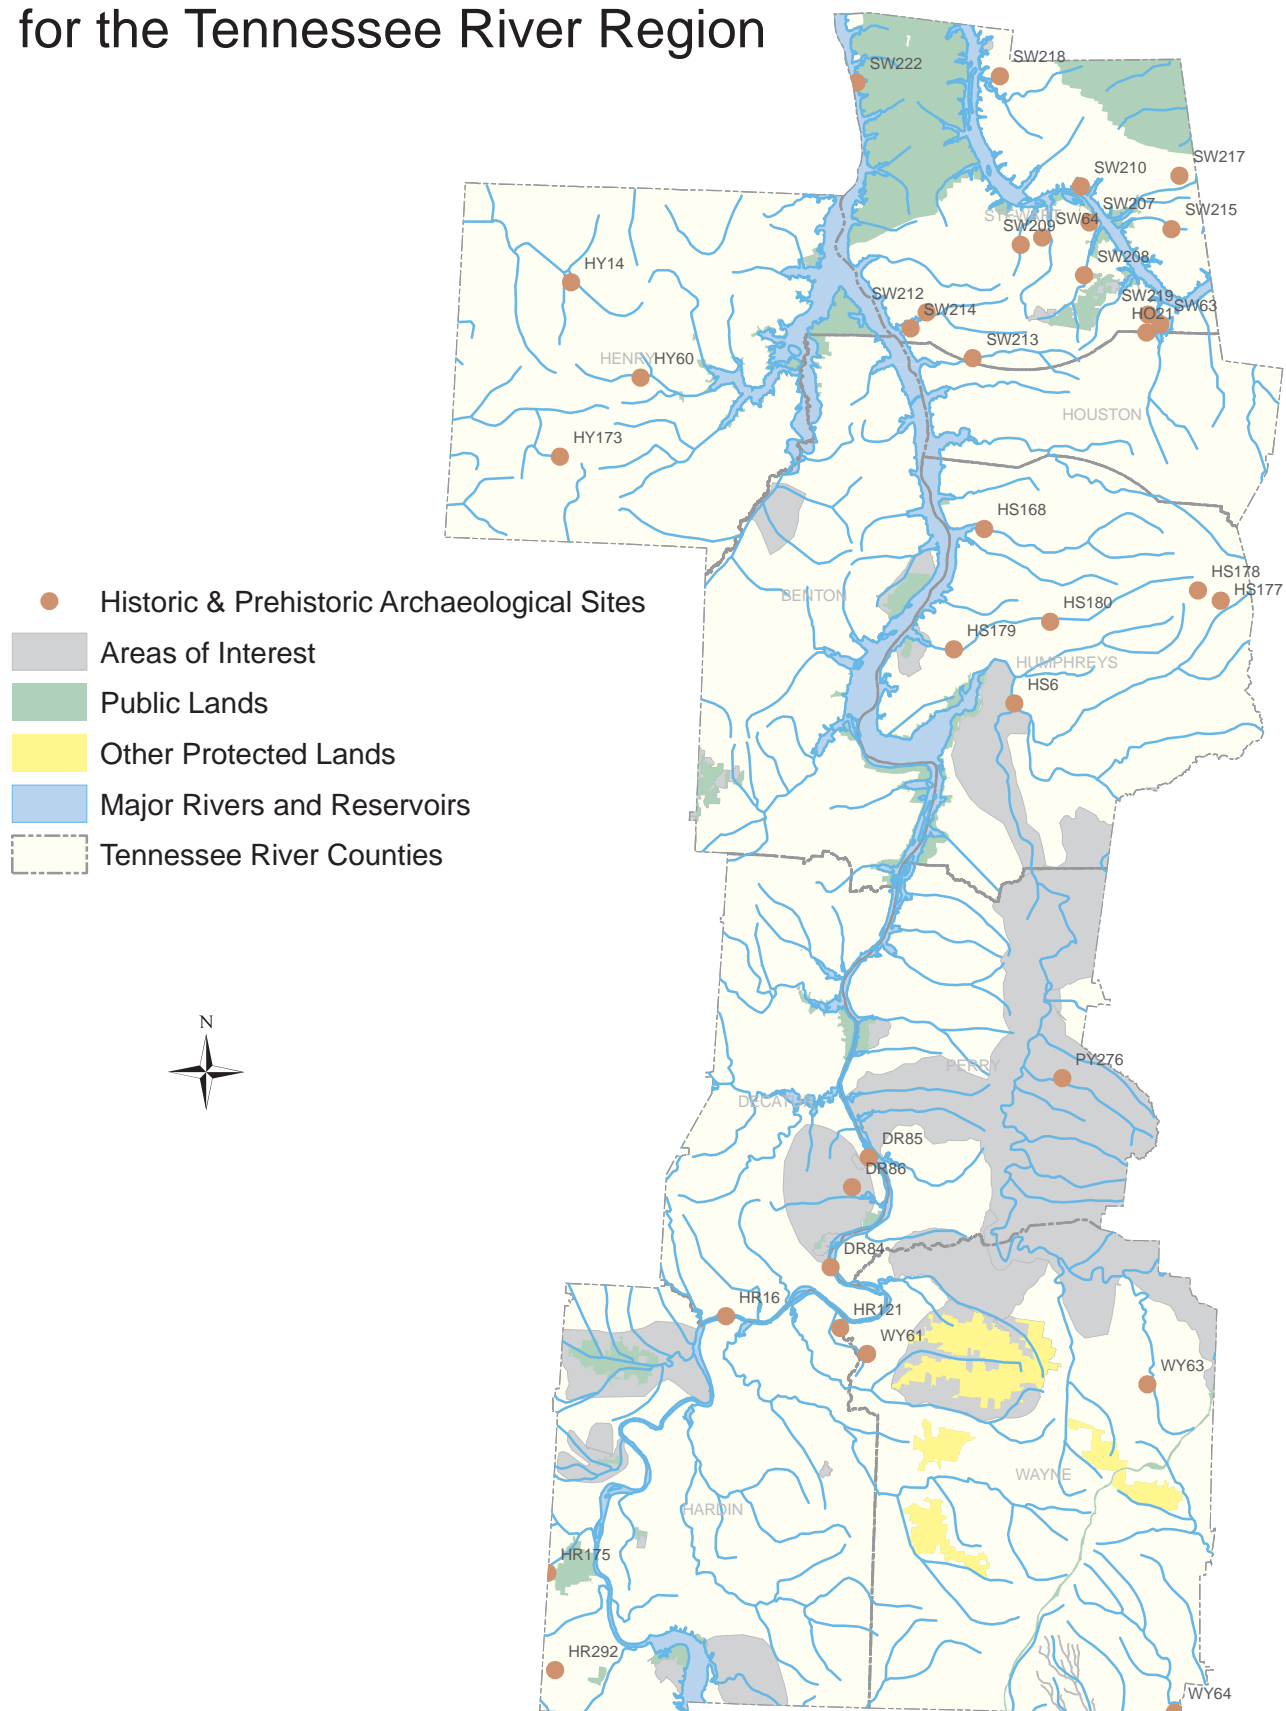 for the Tennessee River Region
SW222
SW218
SW217
SW210
SW207
SW215
STEWART
SW64
SW209
SW208
HY14
SW212
SW214
SW219
SW63
HO21
SW213
HENRY
HY60
HOUSTON
HY173
HS168
HS178
HS177
BENTON
HS180
HS179
HUMPHREYS
HS6
Historic & Prehistoric Archaeological Sites
Areas of Interest
Public Lands
Other Protected Lands
Major Rivers and Reservoirs
Tennessee River Counties
N
PERRY
PY276
DECATUR
DR85
DR86
DR84
HR16
HR121
WY61
WY63
WAYNE
HARDIN
HR175
HR292
WY64